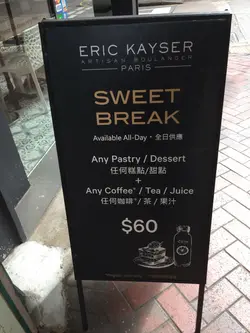 ERIC KAYSER
ARTISAN BOULANGER
PARIS
SWEET
BREAK
Available All-Day · 全日供應
Any Pastry / Dessert
任何糕點/甜點
+
Any Coffee* / Tea / Juice
任何咖啡*/ 茶 / 果汁
$60